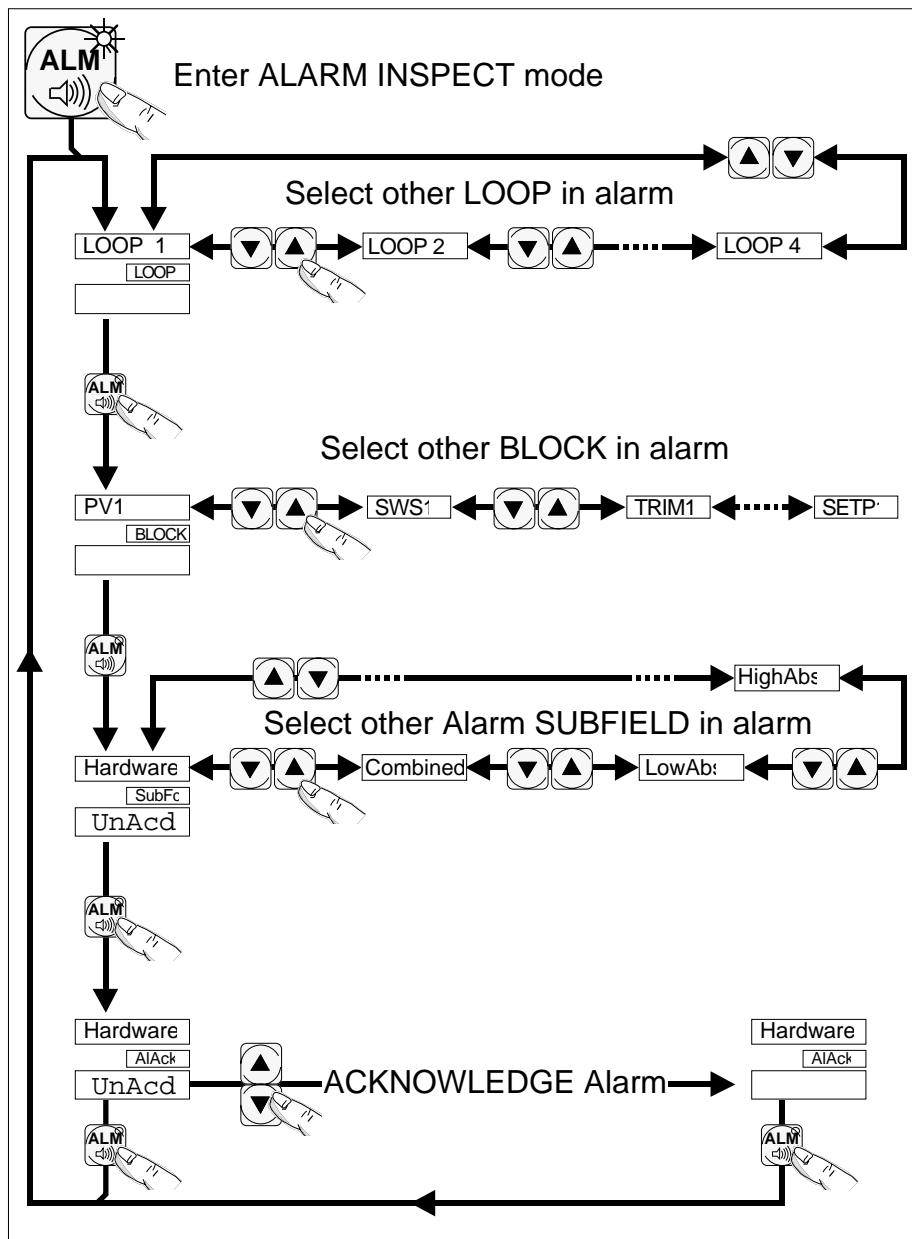 ALM
Enter ALARM INSPECT mode
Select other LOOP in alarm
LOOP 1
LOOP 2
LOOP 4
LOOP
ALM
Select other BLOCK in alarm
PV1
SWS1
TRIM1
SETP
BLOCK
ALM
HighAbs
Select other Alarm SUBFIELD in alarm
Hardware
Combined
LowAbs
SubFd
UnAcd
ALM
Hardware
Hardware
AlAck
AlAck
UnAcd
ACKNOWLEDGE Alarm
ALM
ALM